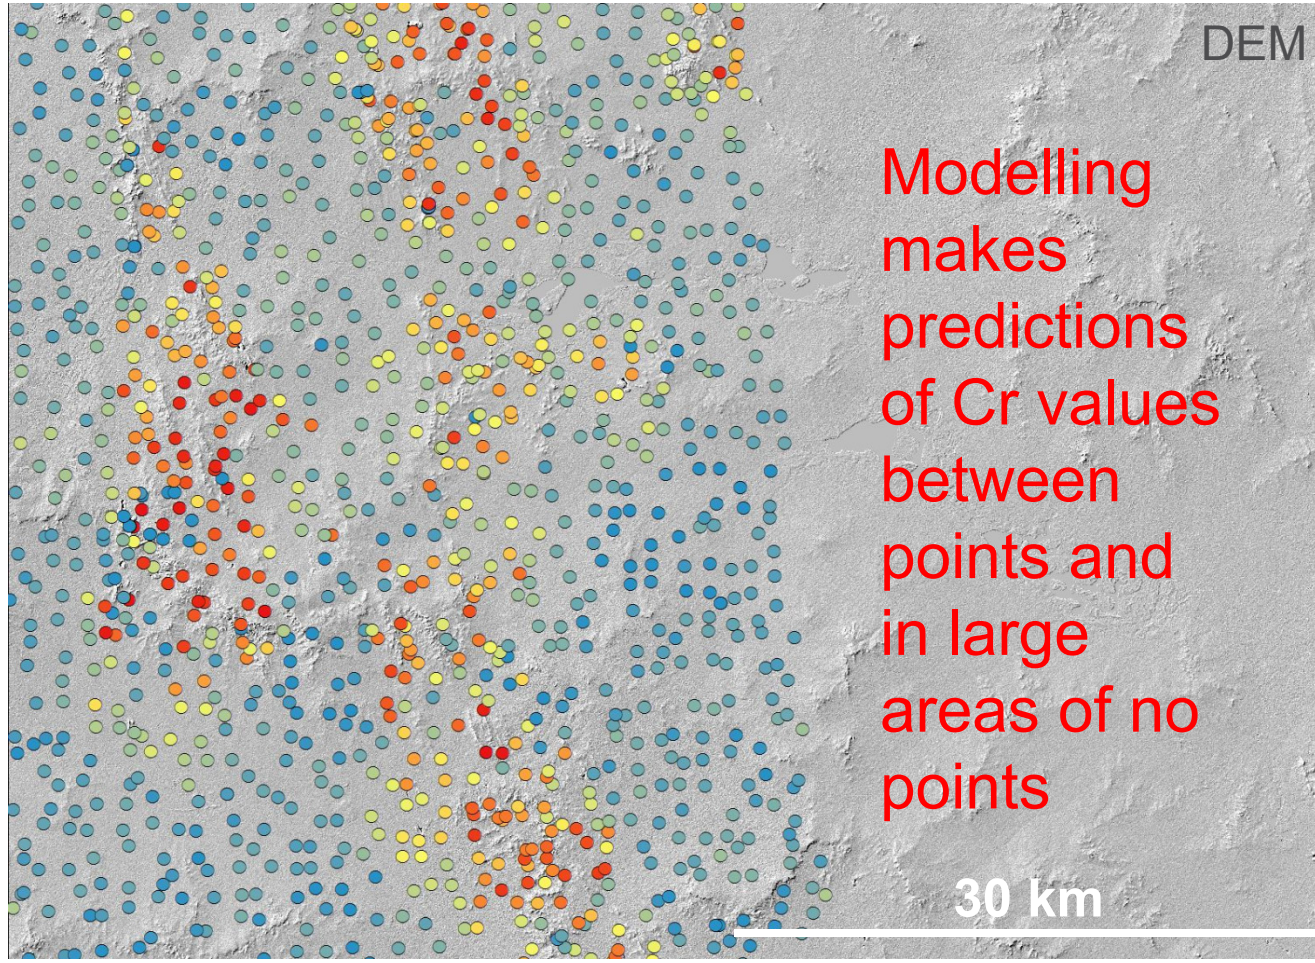 DEM
Modelling
makes
predictions
of Cr values
between
points and
in large
areas of no
points
30 km